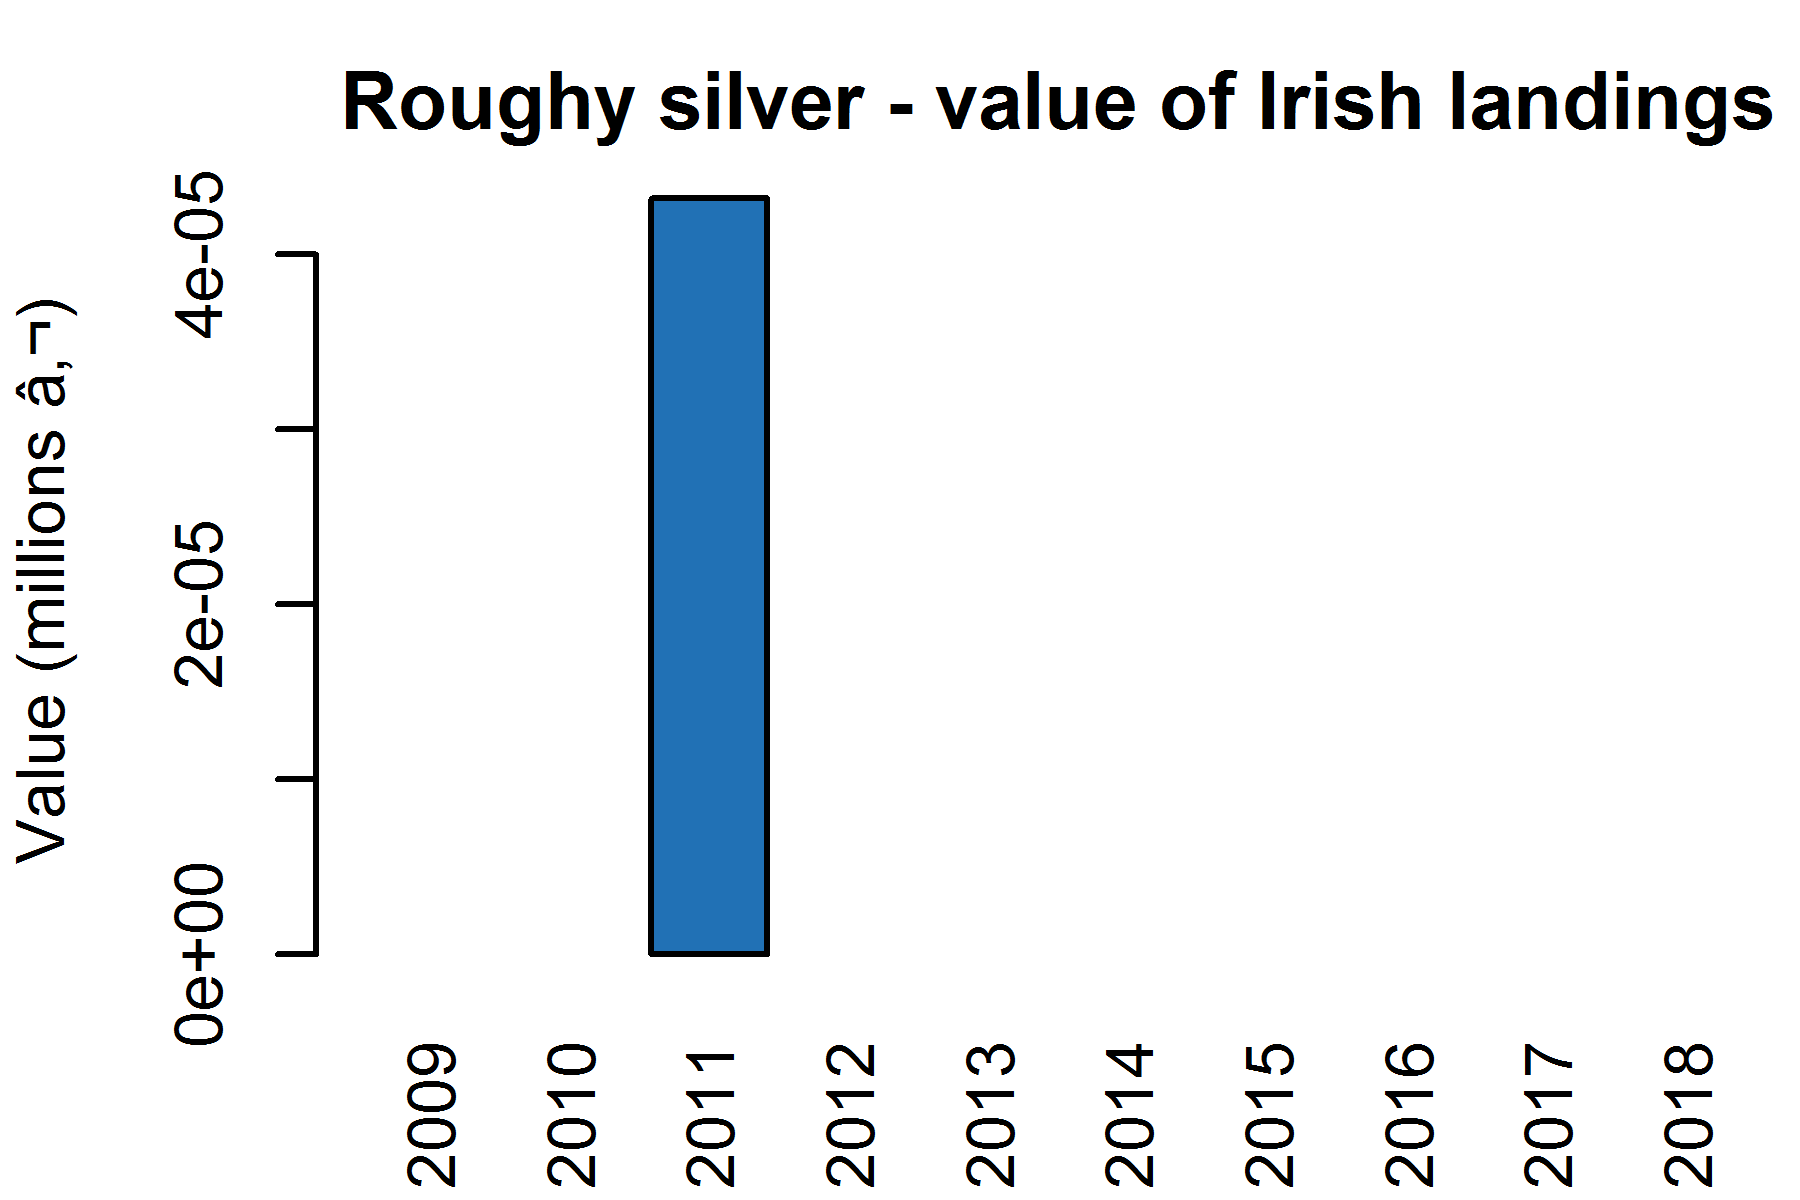 Roughy silver - value of Irish landings
Value (millions â‚¬)
4e-05
2e-05
0e+00
2009
2010
2011
2012
2013
2014
2015
2016
2017
2018